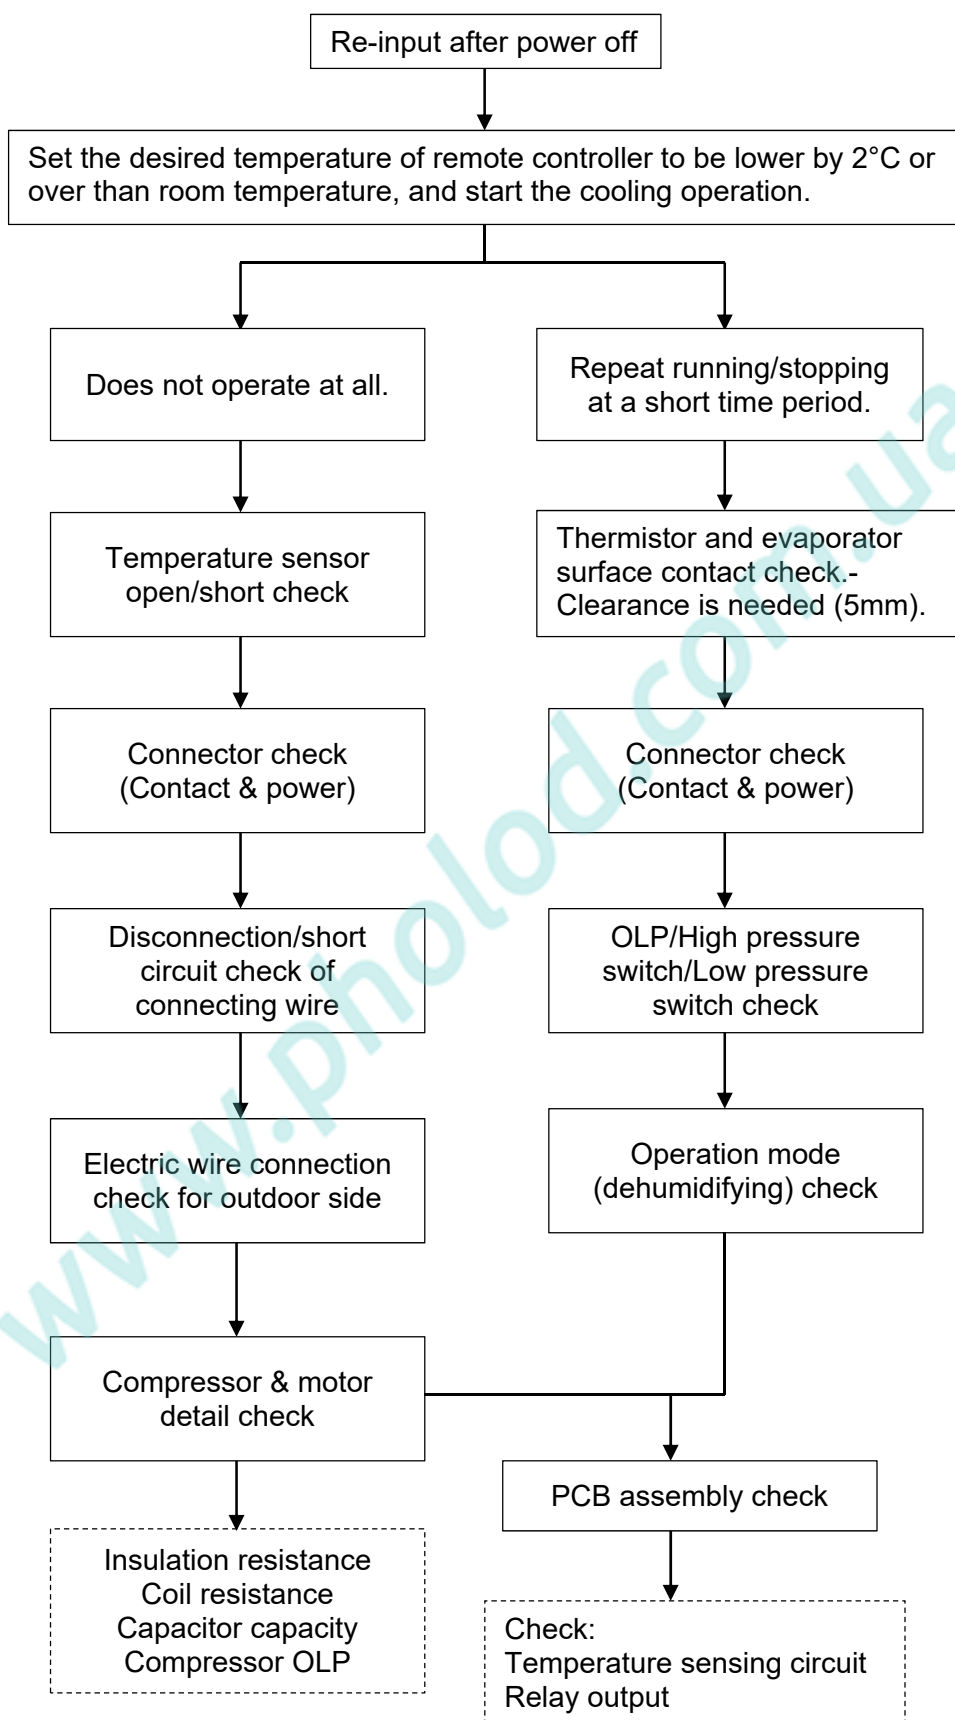 Re-input after power off
Set the desired temperature of remote controller to be lower by 2°C or
over than room temperature, and start the cooling operation.
Does not operate at all.
Temperature sensor
open/short check
Connector check
(Contact & power)
Disconnection/short
circuit check of
connecting wire
Electric wire connection
check for outdoor side
Compressor & motor
detail check
Insulation resistance
Coil resistance
Capacitor capacity
Compressor OLP
Repeat running/stopping
at a short time period.
Thermistor and evaporator
surface contact check.-
Clearance is needed (5mm).
Connector check
(Contact & power)
OLP/High pressure
switch/Low pressure
switch check
Operation mode
(dehumidifying) check
PCB assembly check
Check:
Temperature sensing circuit
Relay output
www.pholod.com.ua